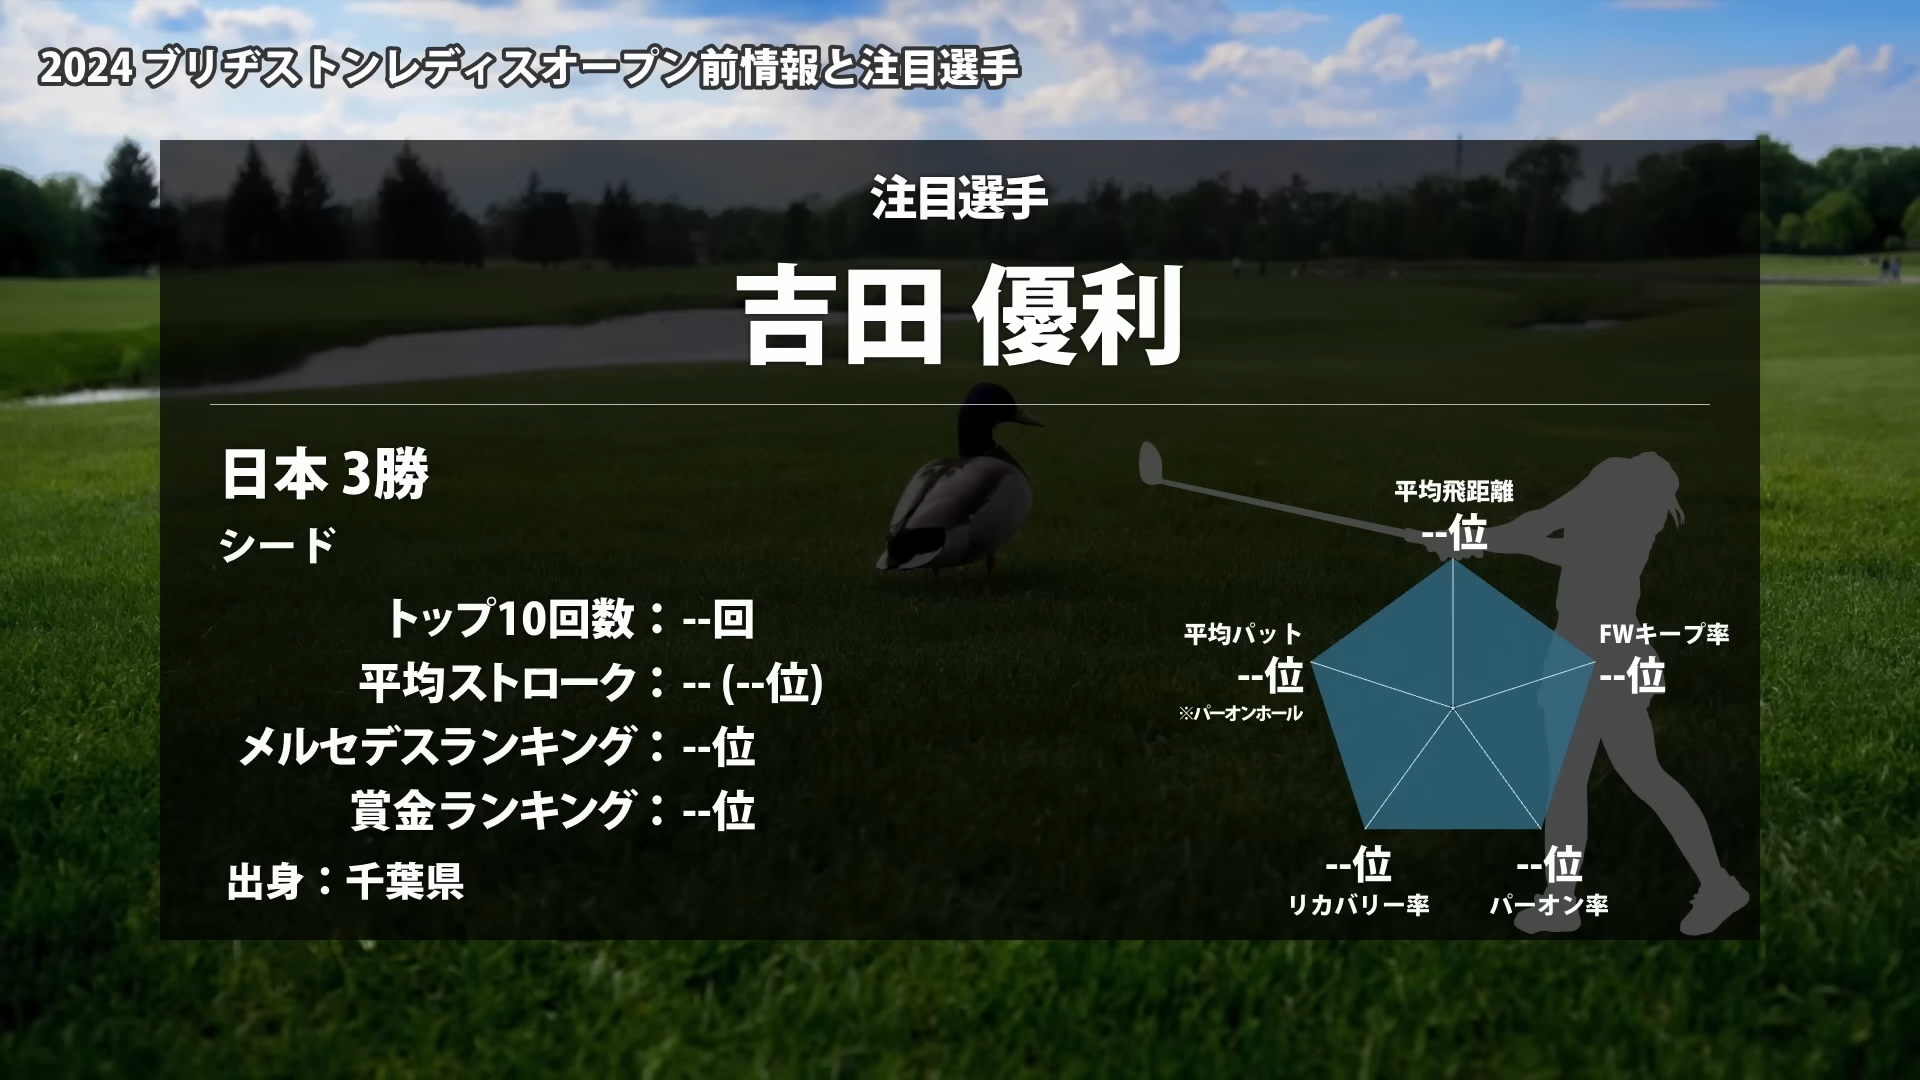 2024 ブリヂストンレディスオープン前情報と注目選手
注目選手
吉田 優利
日本 3勝
シード
トップ10回数：--回
平均ストローク：-- (--位)
メルセデスランキング：--位
賞金ランキング：--位
出身：千葉県
平均飛距離
--位
平均パット
--位
※パーオンホール
FWキープ率
--位
--位
リカバリー率
--位
パーオン率